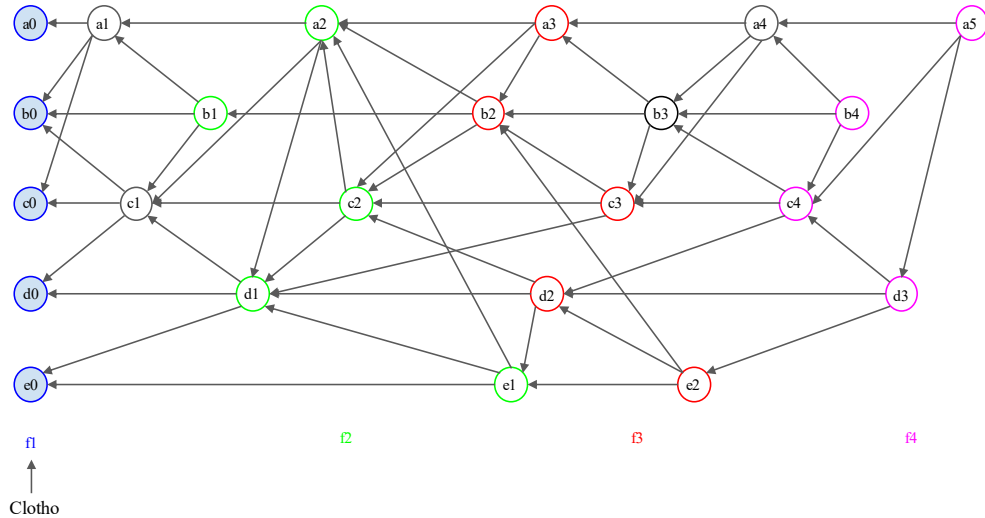 a0 a1 a2 a3 a4 a5
b0 b1 b2 b3 b4
c0 c1 c2 c3 c4
d0 d1 d2 d3
e0 e1 e2
f1 f2 f3 f4
Clotho